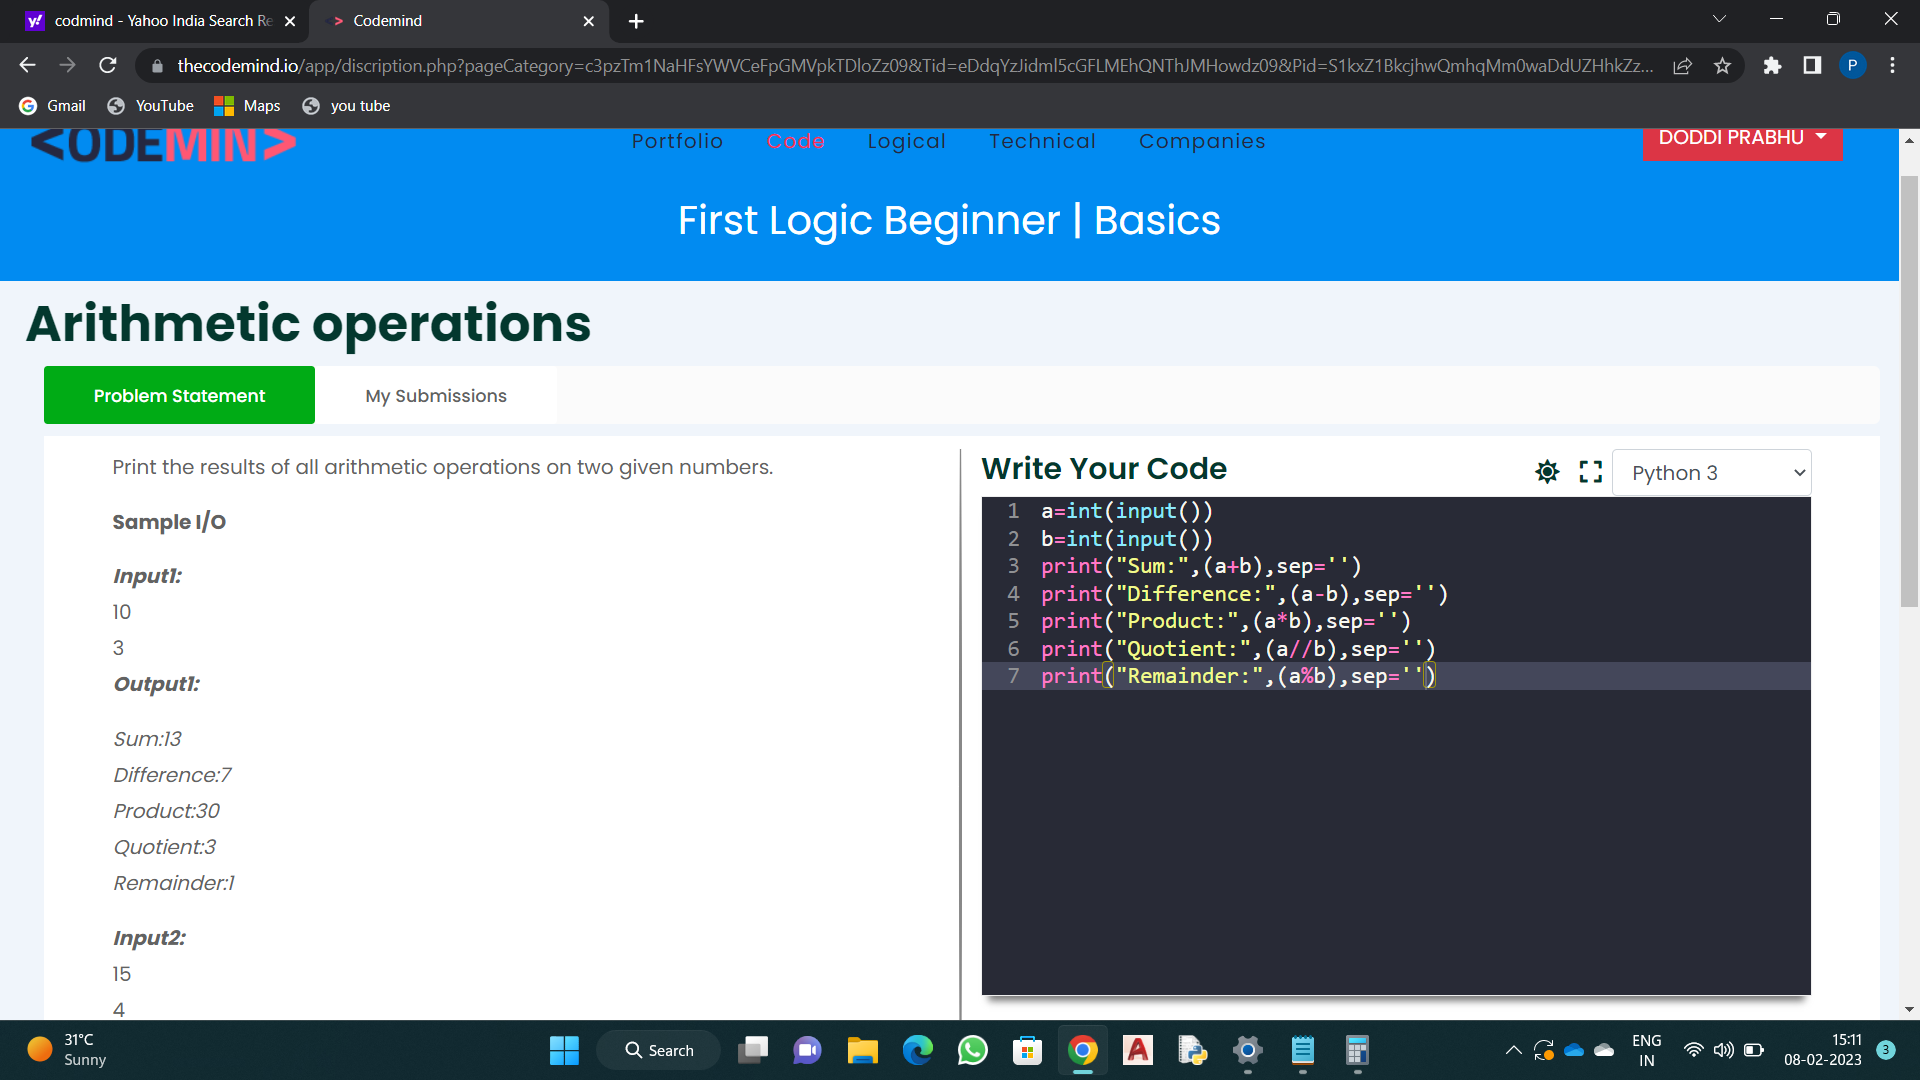 codmind - Yahoo India Search Re
Codemind
thecodemind.io/app/discription.php?pageCategory=c3pzTm1NaHFsYWVCeFpGMVpkTDloZz09&Tid=eDdqYzJidml5cGFLMEhQNThJMHowdz09&Pid=S1kxZ1BkcjhwQmhqMm0waDdUZHhkZz...
P
Gmail
YouTube
Maps
you tube
<ODEMIN>
Portfolio
Code
Logical
Technical
Companies
DODDI PRABHU
First Logic Beginner | Basics
Arithmetic operations
Problem Statement
My Submissions
Print the results of all arithmetic operations on two given numbers.
Sample I/O
Input1:
10
3
Output1:
Sum:13
Difference:7
Product:30
Quotient:3
Remainder:1
Input2:
15
4
Write Your Code
Python 3
1 a=int(input())
2 b=int(input())
3 print("Sum:",(a+b),sep='')
4 print("Difference:",(a-b),sep='')
5 print("Product:",(a*b),sep='')
6 print("Quotient:",(a//b),sep='')
7 print("Remainder:",(a%b),sep='')
31°C
Sunny
Search
ENG
IN
15:11
08-02-2023
3